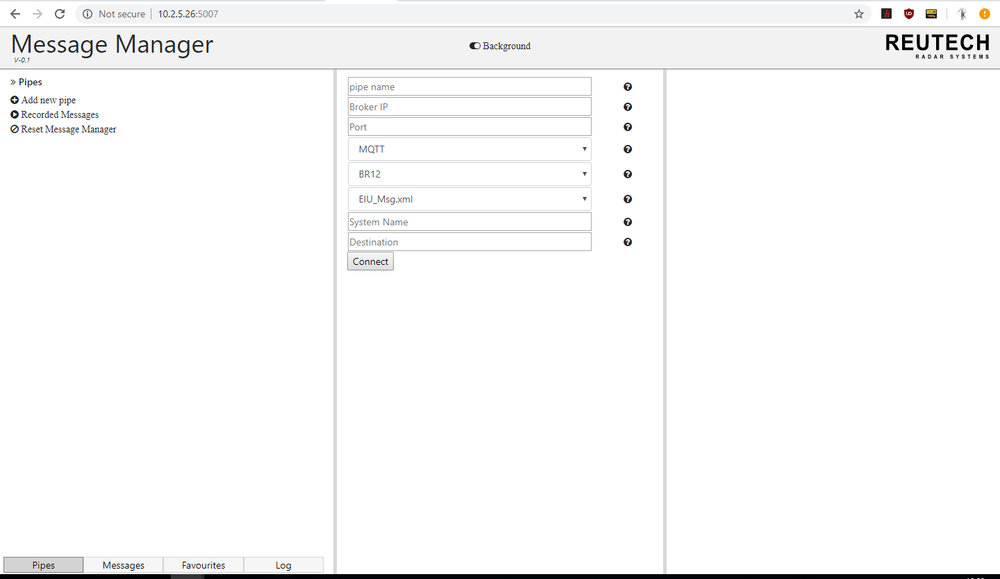 Not secure 10.2.5.26:5007
Message Manager
V-0.1
Background
REUTECH
RADAR SYSTEMS
Pipes
Add new pipe
Recorded Messages
Reset Message Manager
pipe name
Broker IP
Port
MQTT
BR12
EIU_Msg.xml
System Name
Destination
Connect
Pipes Messages Favourites Log